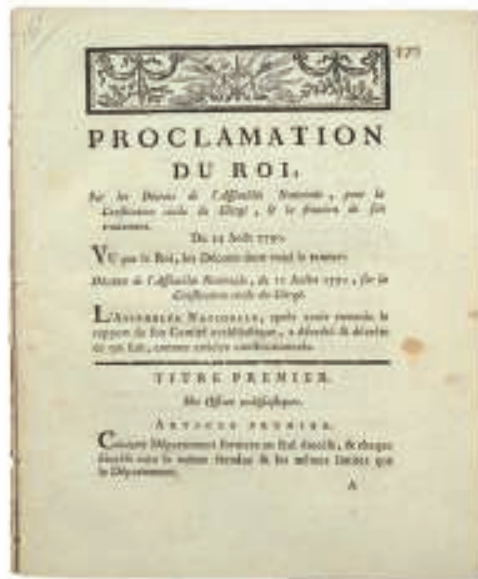 PROCLAMATION
DU ROI,
Sur les Décrets de l'Assemblée Nationale, pour la
Constitution civile du Clergé, & la fixation de son
traitement.
Du 24 Août 1790.
VU par le Roi, les Décrets dont voici la teneur:
Décret de l'Assemblée Nationale, du 12 Juillet 1790, sur la
Constitution civile du Clergé.
L'ASSEMBLÉE NATIONALE, après avoir entendu le
rapport de son Comité ecclésiastique, a décrété & décrète
ce qui suit, comme articles constitutionnels.
TITRE PREMIER.
Des Offices ecclésiastiques.
ARTICLE PREMIER.
CHAQUE Département formera un seul diocèse, & chaque
diocèse aura la même étendue & les mêmes limites que
le Département.
A